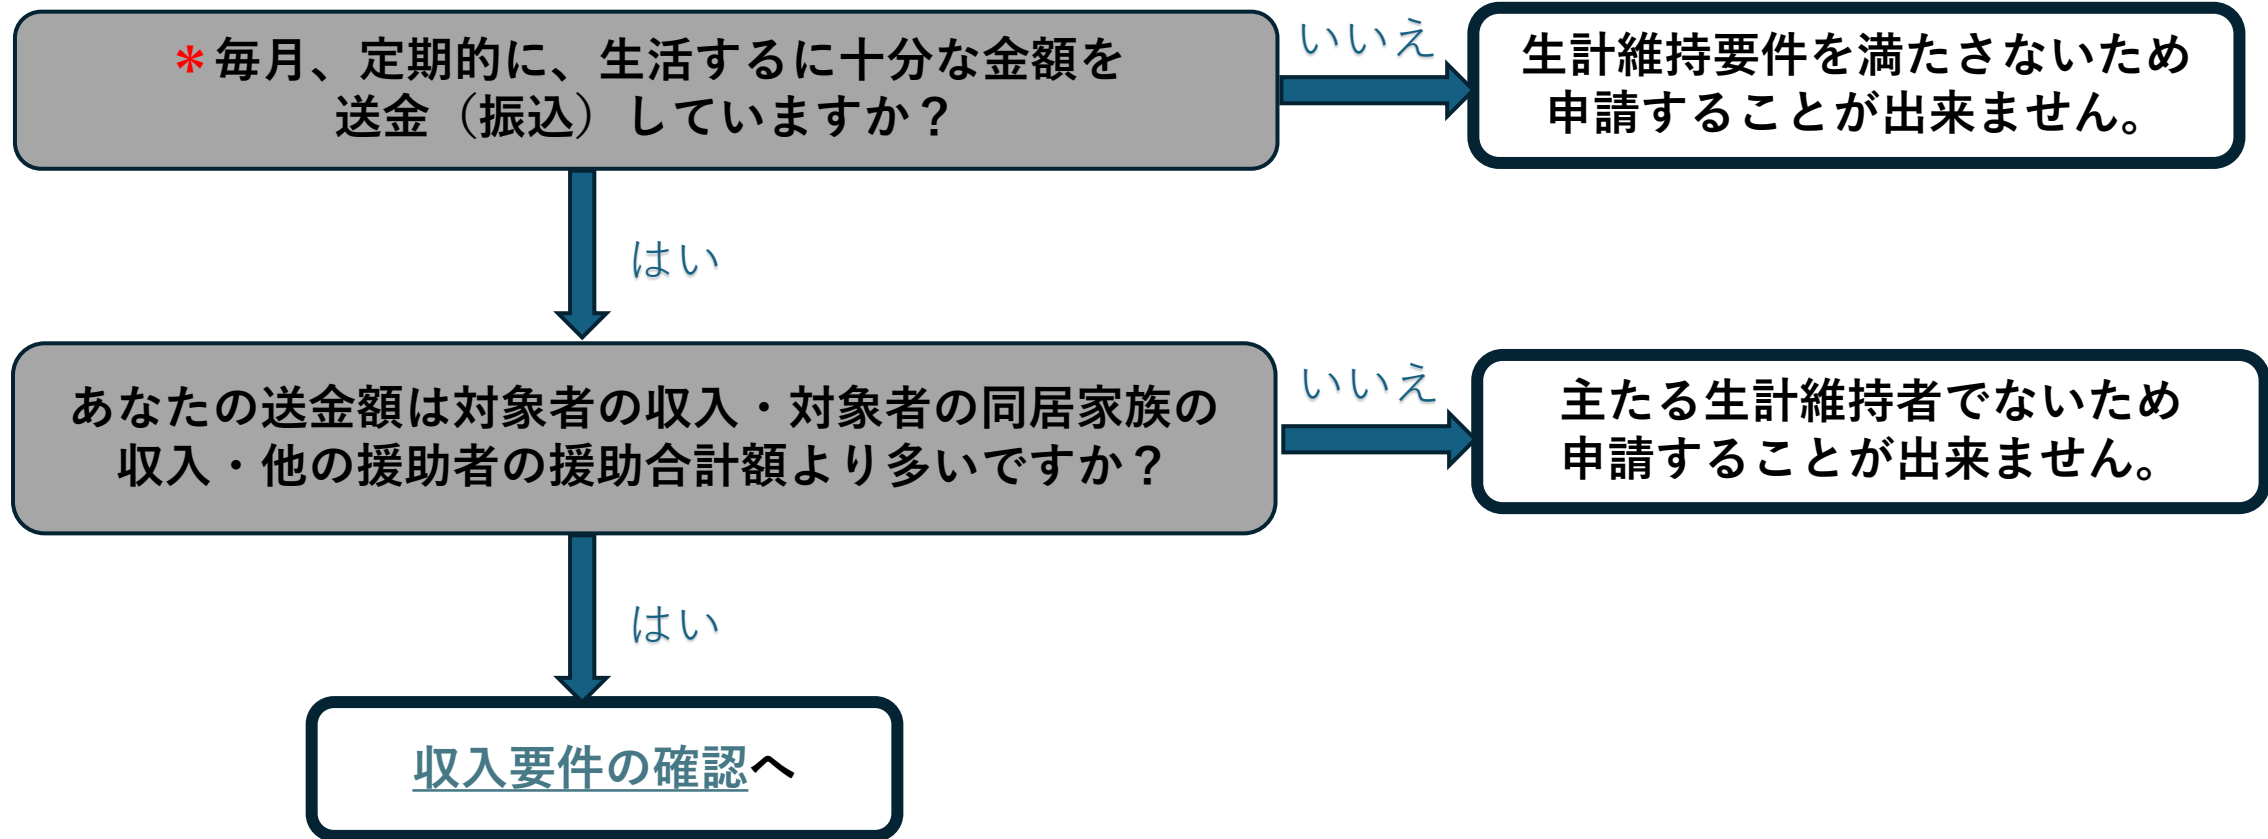 *毎月、定期的に、生活するに十分な金額を
送金（振込）していますか？
いいえ
生計維持要件を満たさないため
申請することが出来ません。
はい
あなたの送金額は対象者の収入・対象者の同居家族の
収入・他の援助者の援助合計額より多いですか？
いいえ
主たる生計維持者でないため
申請することが出来ません。
はい
収入要件の確認へ